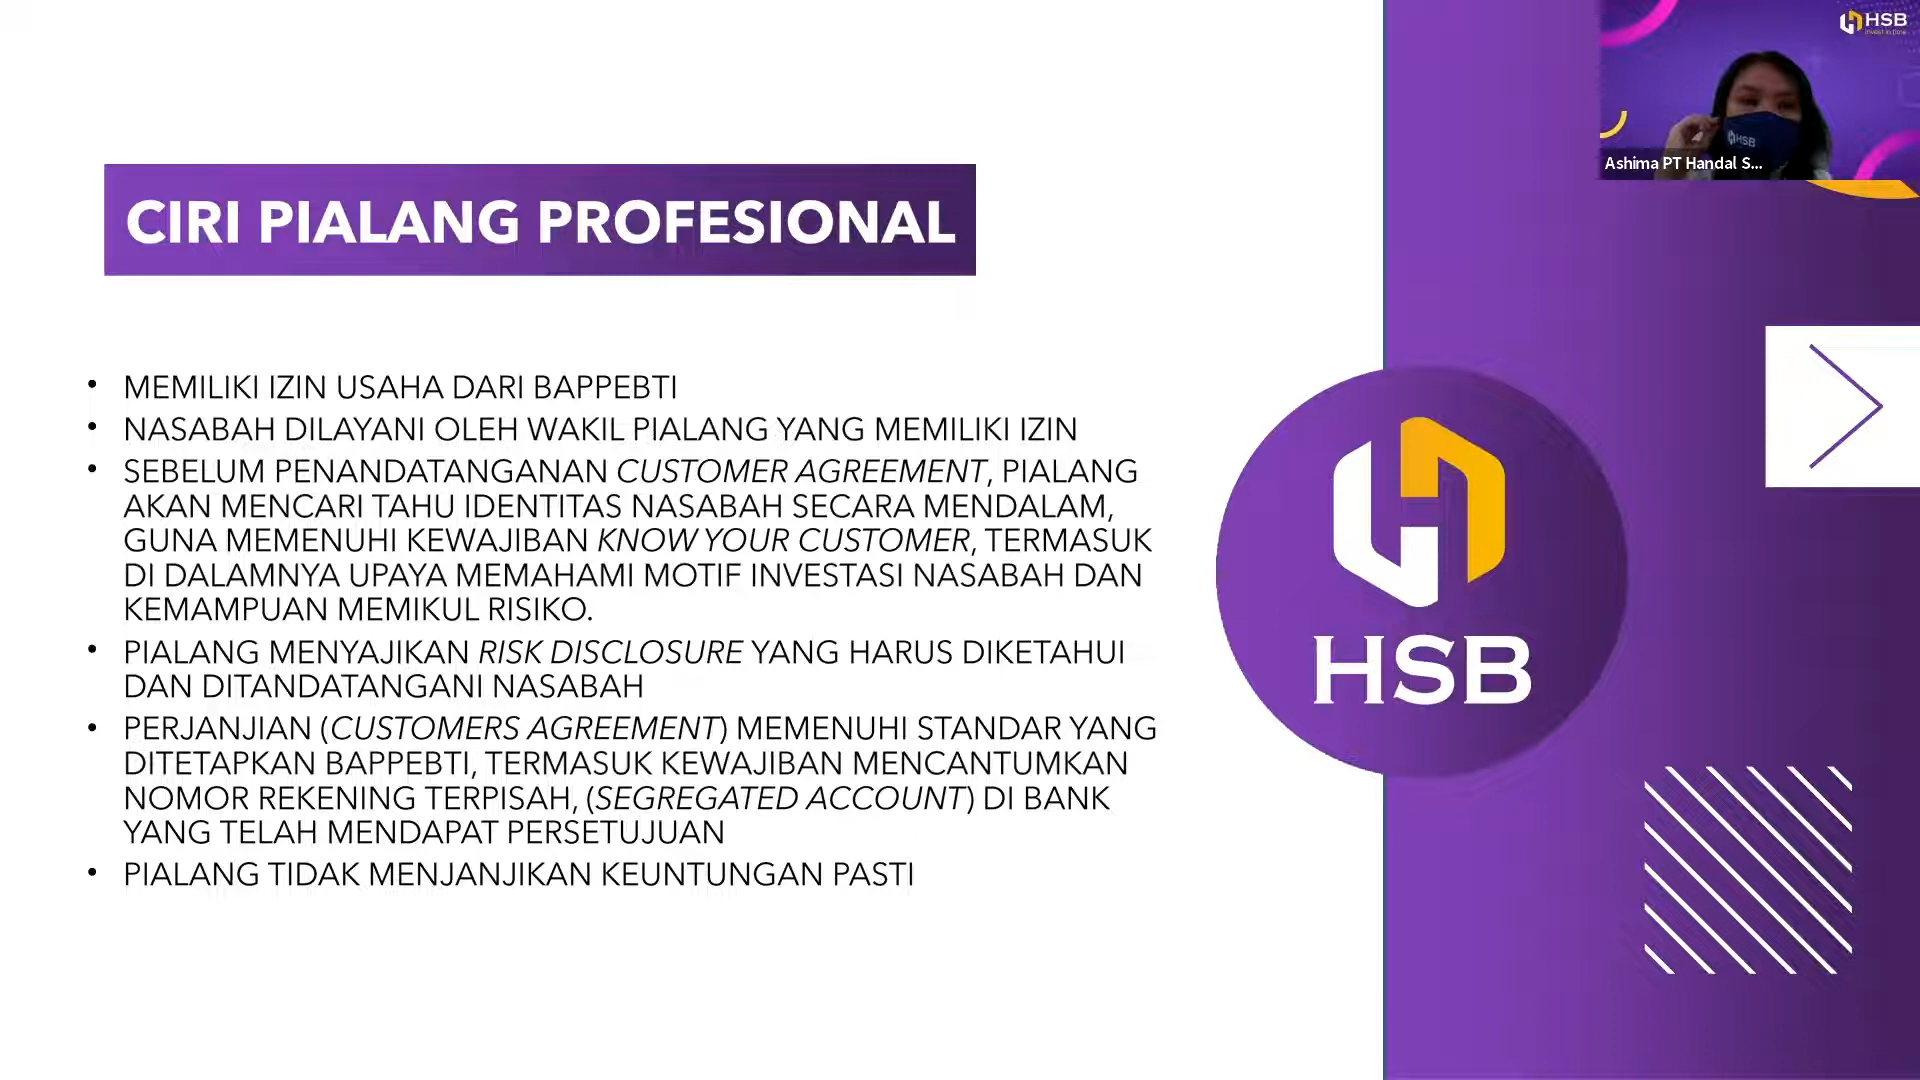 CIRI PIALANG PROFESIONAL
• MEMILIKI IZIN USAHA DARI BAPPEBTI
• NASABAH DILAYANI OLEH WAKIL PIALANG YANG MEMILIKI IZIN
• SEBELUM PENANDATANGANAN CUSTOMER AGREEMENT, PIALANG
AKAN MENCARI TAHU IDENTITAS NASABAH SECARA MENDALAM,
GUNA MEMENUHI KEWAJIBAN KNOW YOUR CUSTOMER, TERMASUK
DI DALAMNYA UPAYA MEMAHAMI MOTIF INVESTASI NASABAH DAN
KEMAMPUAN MEMIKUL RISIKO.
• PIALANG MENYAJIKAN RISK DISCLOSURE YANG HARUS DIKETAHUI
DAN DITANDATANGANI NASABAH
• PERJANJIAN (CUSTOMERS AGREEMENT) MEMENUHI STANDAR YANG
DITETAPKAN BAPPEBTI, TERMASUK KEWAJIBAN MENCANTUMKAN
NOMOR REKENING TERPISAH, (SEGREGATED ACCOUNT) DI BANK
YANG TELAH MENDAPAT PERSETUJUAN
• PIALANG TIDAK MENJANJIKAN KEUNTUNGAN PASTI
HSB
HSB
HSB
Ashima PT Handal S...